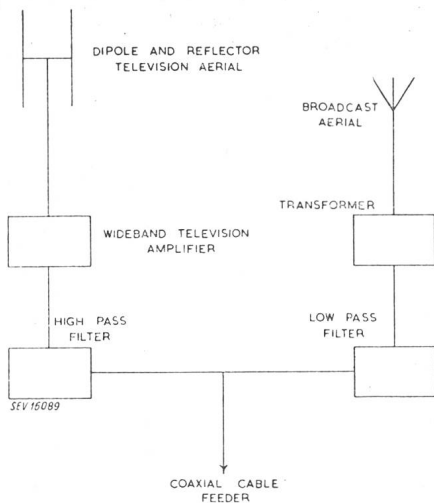 DIPOLE AND REFLECTOR
TELEVISION AERIAL
BROADCAST
AERIAL
TRANSFORMER
WIDEBAND TELEVISION
AMPLIFIER
HIGH PASS
FILTER
LOW PASS
FILTER
SEV 16089
COAXIAL CABLE
FEEDER